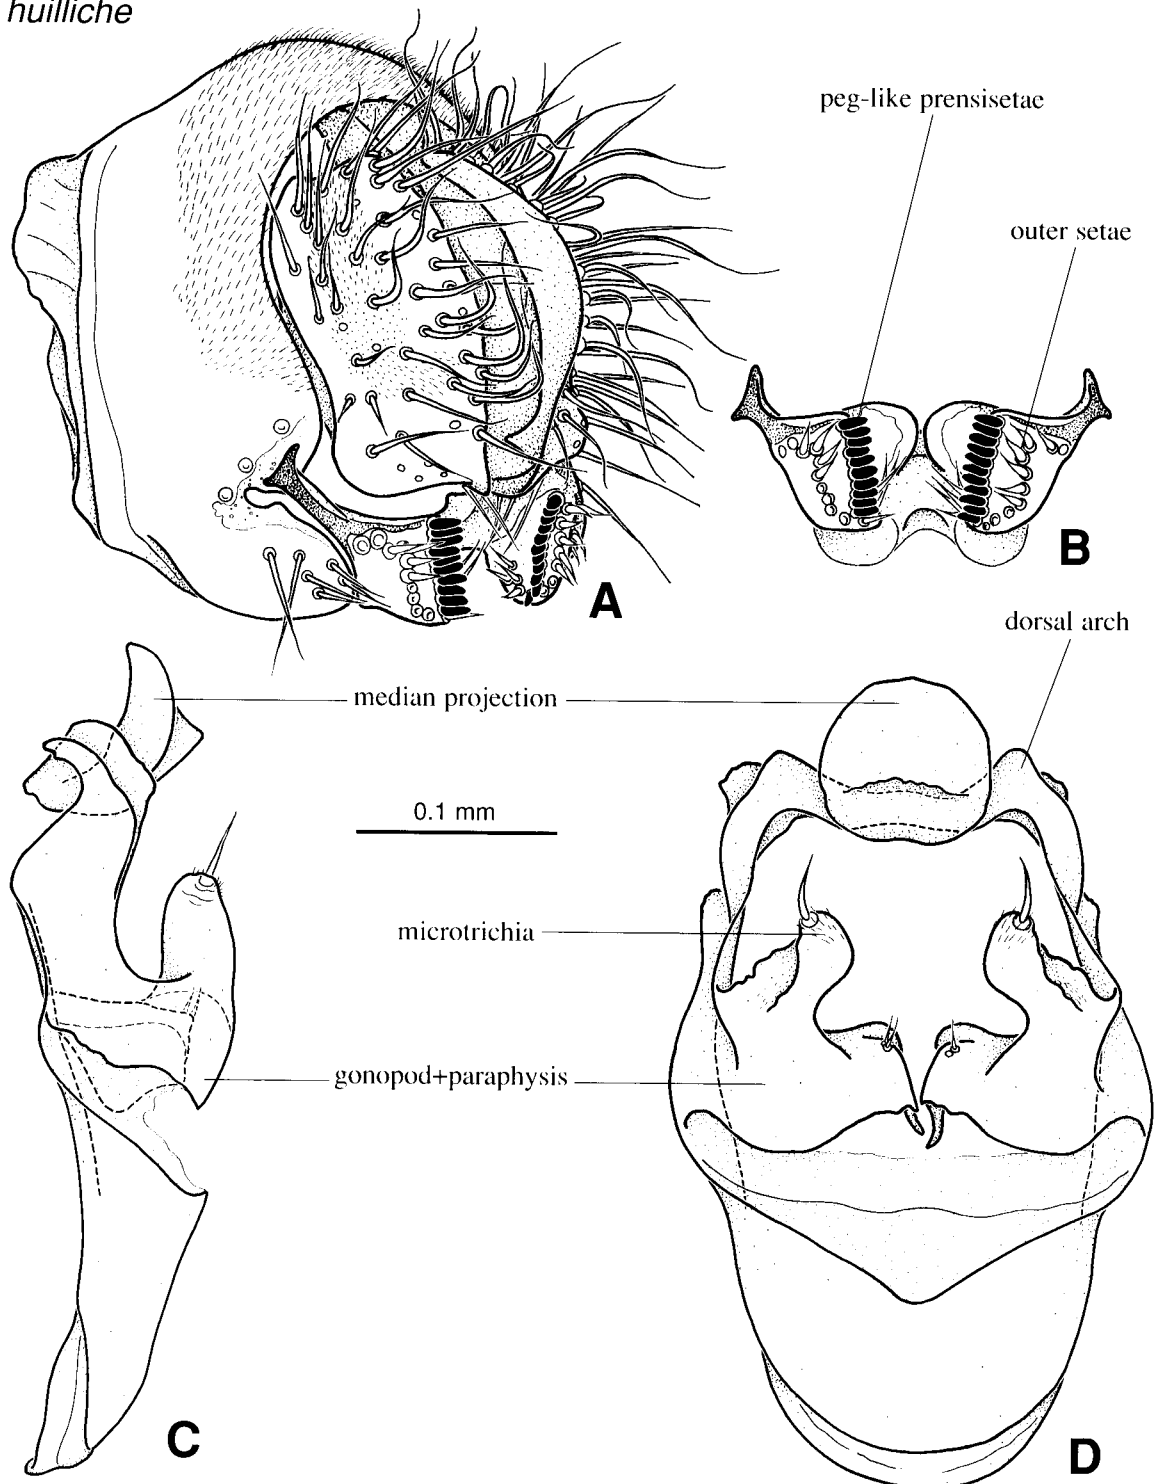 huilliche
peg-like prensisetae
outer setae
B
A
dorsal arch
median projection
0.1 mm
microtrichia
gonopod+paraphysis
C
D